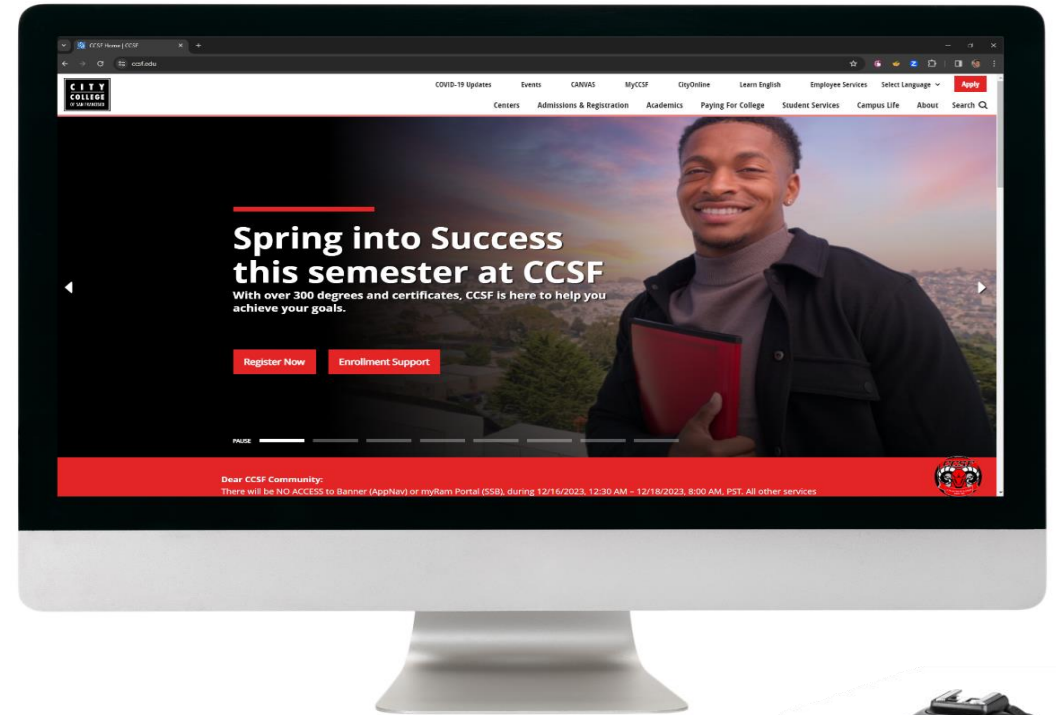 CCSF Home | CCSF
ccsf.edu
CITY
COLLEGE
OF SAN FRANCISCO
COVID-19 Updates Events CANVAS MyCCSF CityOnline Learn English Employee Services Select Language Apply
Centers Admissions & Registration Academics Paying For College Student Services Campus Life About Search
Spring into Success
this semester at CCSF
With over 300 degrees and certificates, CCSF is here to help you
achieve your goals.
Register Now Enrollment Support
PAUSE
Dear CCSF Community:
There will be NO ACCESS to Banner (AppNav) or myRam Portal (SSB), during 12/16/2023, 12:30 AM – 12/18/2023, 8:00 AM, PST. All other services
CCSF